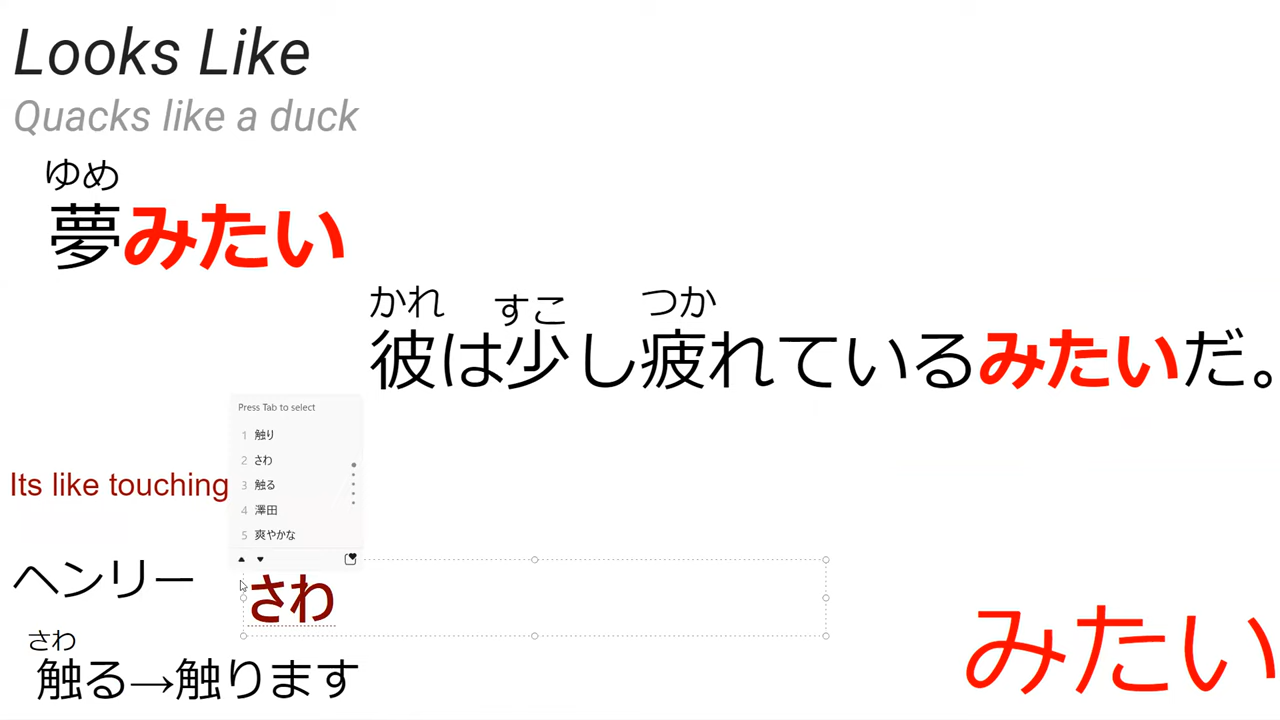 Looks Like
Quacks like a duck
ゆめ
夢みたい
かれ すこ つか
彼は少し疲れているみたいだ。
Press Tab to select
1 触り
2 さわ
3 触る
4 澤田
5 爽やかな
Its like touching
ヘンリー
さわ
さわ
触る→触ります
みたい